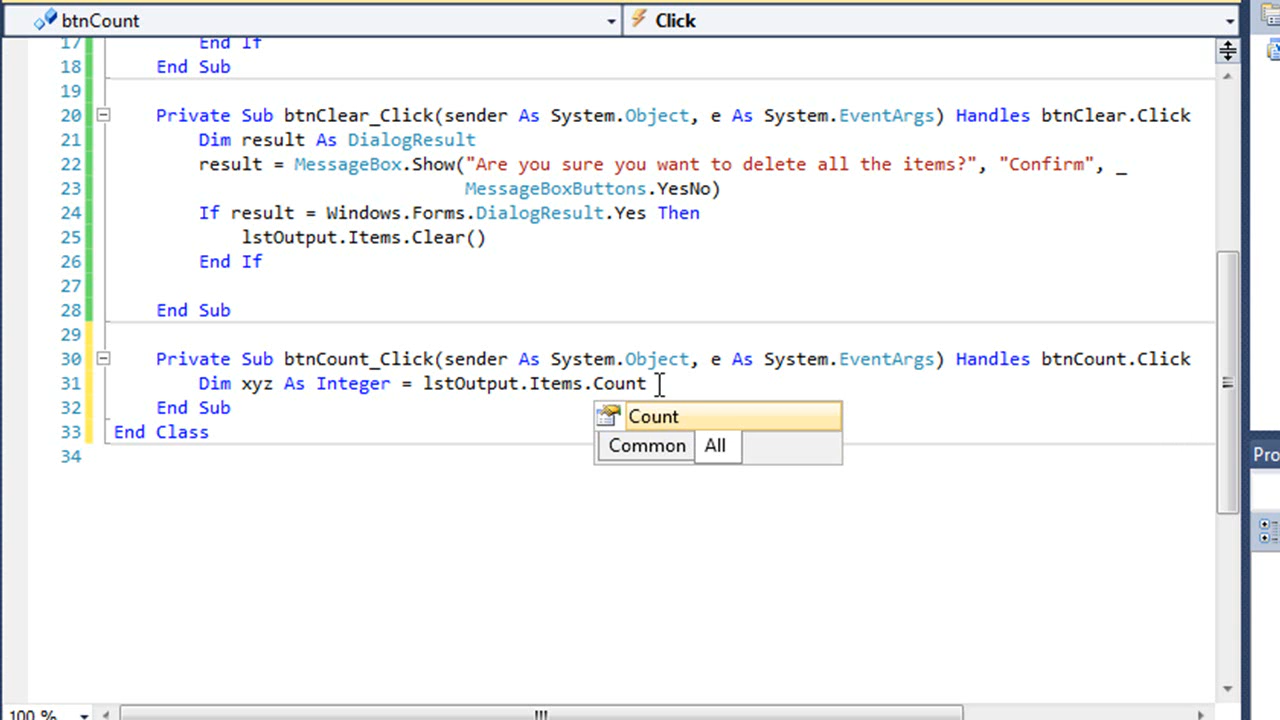 btnCount Click
17 End If
18 End Sub
19
20 Private Sub btnClear_Click(sender As System.Object, e As System.EventArgs) Handles btnClear.Click
21 Dim result As DialogResult
22 result = MessageBox.Show("Are you sure you want to delete all the items?", "Confirm", _
23 MessageBoxButtons.YesNo)
24 If result = Windows.Forms.DialogResult.Yes Then
25 lstOutput.Items.Clear()
26 End If
27
28 End Sub
29
30 Private Sub btnCount_Click(sender As System.Object, e As System.EventArgs) Handles btnCount.Click
31 Dim xyz As Integer = lstOutput.Items.Count
32 End Sub
Count
33 End Class
Common All
34
Pro
100 %